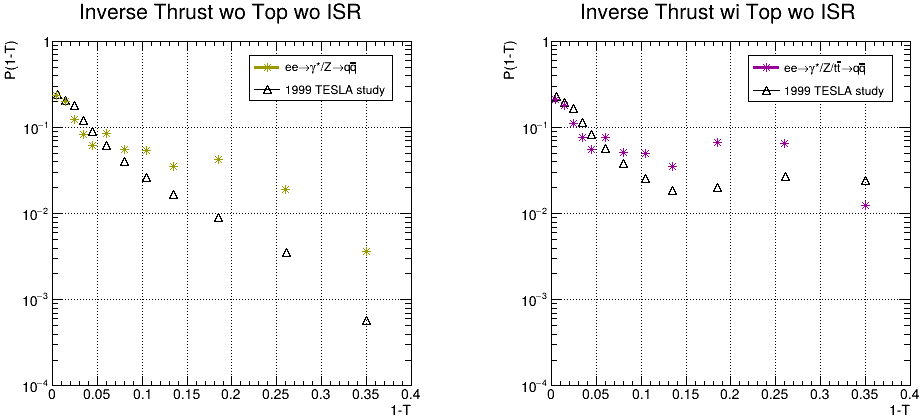 Inverse Thrust wo Top wo ISR
P(1-T)
ee→γ*/Z→qq̅
1999 TESLA study
1
10⁻¹
10⁻²
10⁻³
10⁻⁴
0 0.05 0.1 0.15 0.2 0.25 0.3 0.35 0.4
1-T
Inverse Thrust wi Top wo ISR
P(1-T)
ee→γ*/Z/tt̅→qq̅
1999 TESLA study
1
10⁻¹
10⁻²
10⁻³
10⁻⁴
0 0.05 0.1 0.15 0.2 0.25 0.3 0.35 0.4
1-T